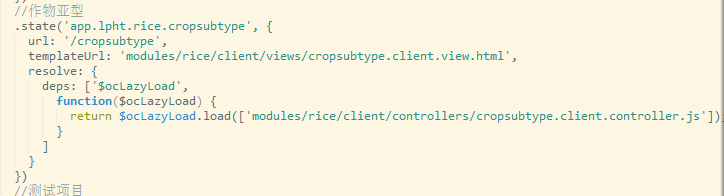 })
//作物亚型
.state('app.lpht.rice.cropsubtype', {
url: '/cropsubtype',
templateUrl: 'modules/rice/client/views/cropsubtype.client.view.html',
resolve: {
deps: ['$ocLazyLoad',
function($ocLazyLoad) {
return $ocLazyLoad.load(['modules/rice/client/controllers/cropsubtype.client.controller.js'])
}
]
}
})
//测试项目